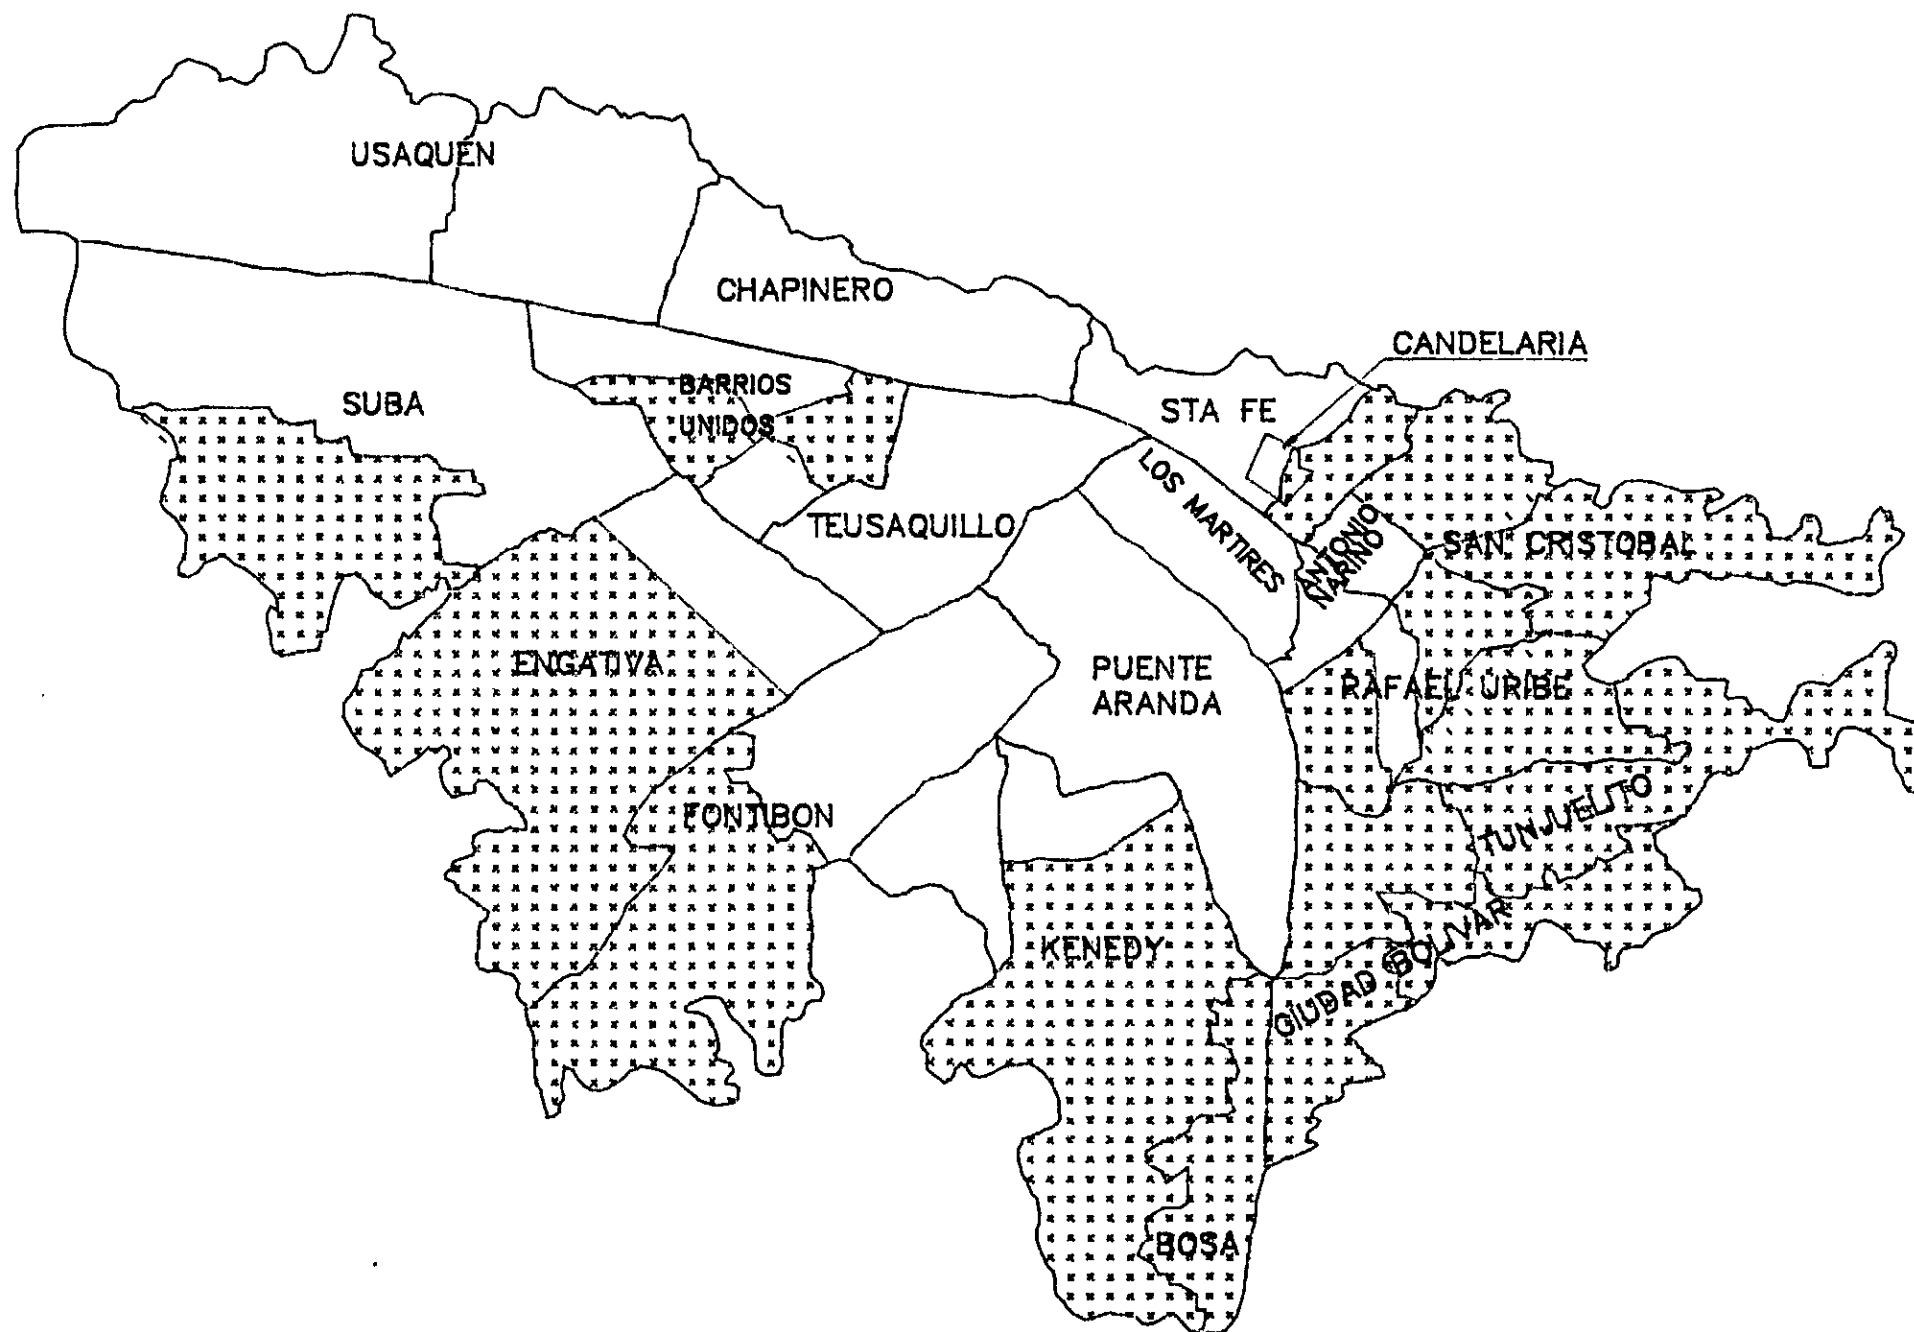 USAQUEN
CHAPINERO
CANDELARIA
SUBA
BARRIOS
UNIDOS
STA FE
LOS MARTIRES
TEUSAQUILLO
ANTONIO
NARINO
SAN CRISTOBAL
ENGATIVA
PUENTE
ARANDA
RAFAEL URIBE
FONTIBON
TUNJUELITO
KENEDY
CIUDAD BOLIVAR
BOSA